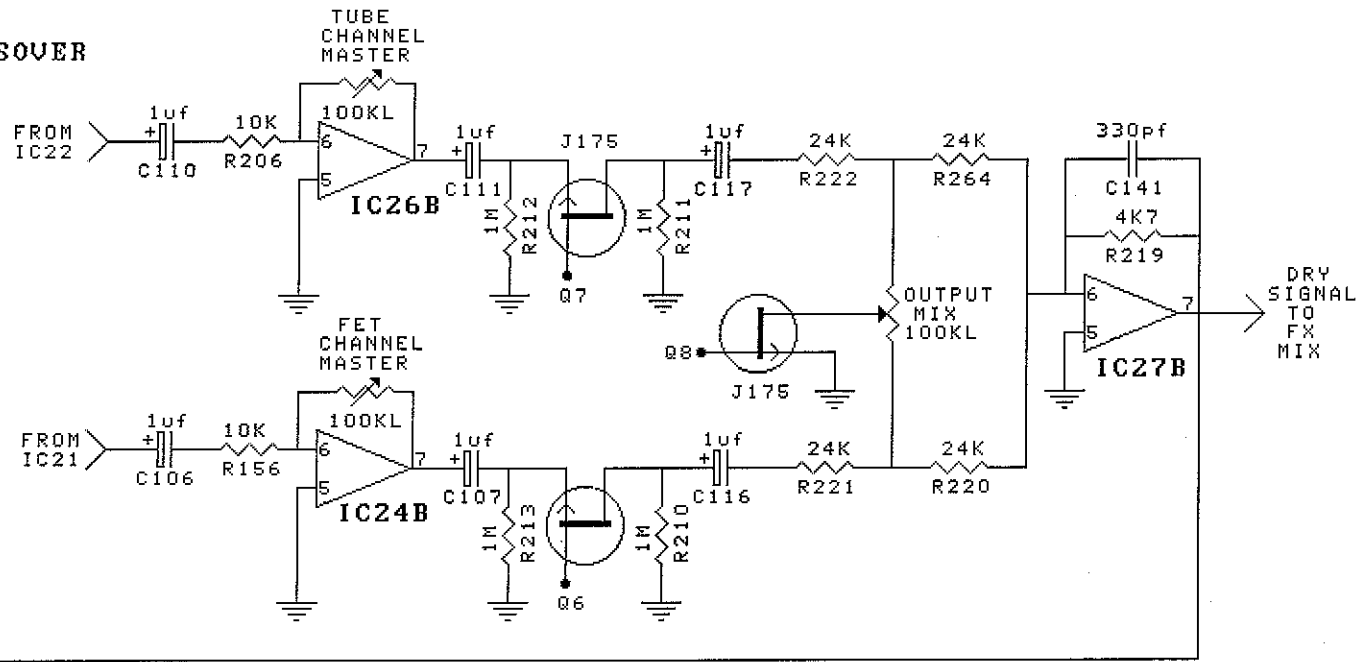 SOVER
TUBE
CHANNEL
MASTER
100KL
FROM
IC22
+
1uf
C110
10K
R206
6
5
7
IC26B
1uf
+
C111
1M
R212
J175
Q7
1M
R211
1uf
+
C117
24K
R222
24K
R264
330pf
C141
4K7
R219
6
5
7
IC27B
DRY
SIGNAL
TO
FX
MIX
OUTPUT
MIX
100KL
Q8
J175
FET
CHANNEL
MASTER
100KL
FROM
IC21
1uf
+
C106
10K
R156
6
5
7
IC24B
1uf
+
C107
1M
R213
Q6
1M
R210
1uf
+
C116
24K
R221
24K
R220